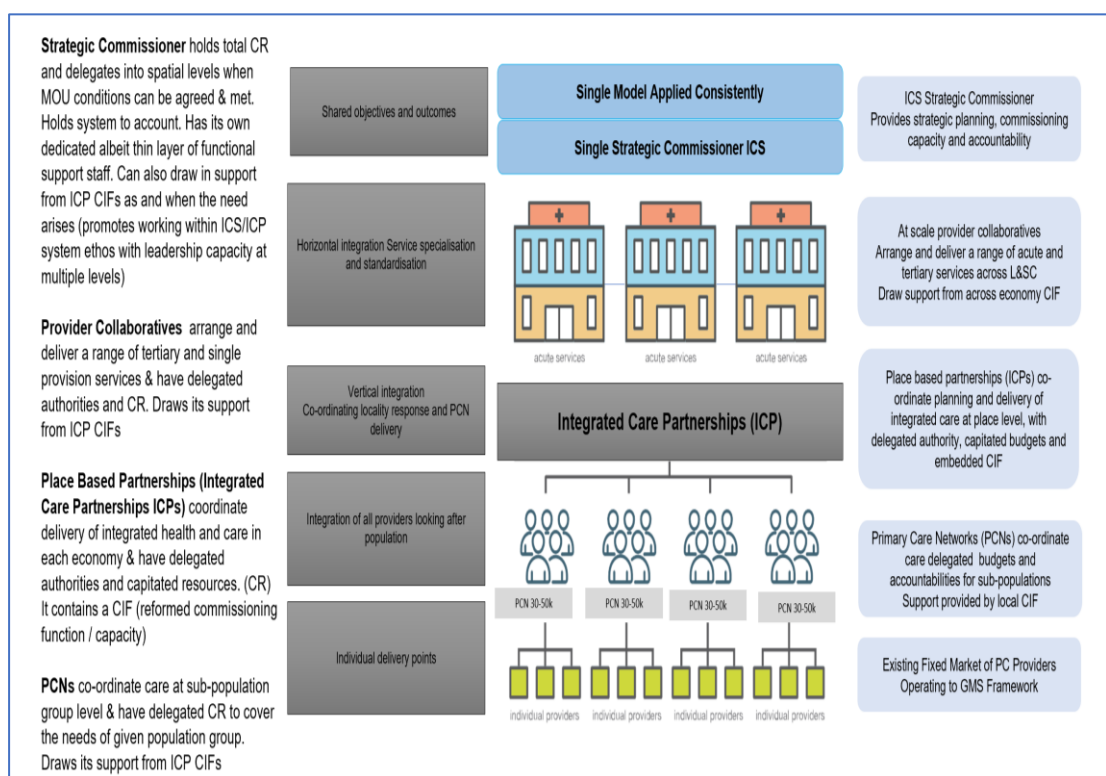 Strategic Commissioner holds total CR
and delegates into spatial levels when
MOU conditions can be agreed & met.
Holds system to account. Has its own
dedicated albeit thin layer of functional
support staff. Can also draw in support
from ICP CIFs as and when the need
arises (promotes working within ICS/ICP
system ethos with leadership capacity at
multiple levels)
Provider Collaboratives arrange and
deliver a range of tertiary and single
provision services & have delegated
authorities and CR. Draws its support
from ICP CIFs
Place Based Partnerships (Integrated
Care Partnerships ICPs) coordinate
delivery of integrated health and care in
each economy & have delegated
authorities and capitated resources. (CR)
It contains a CIF (reformed commissioning
function / capacity)
PCNs co-ordinate care at sub-population
group level & have delegated CR to cover
the needs of given population group.
Draws its support from ICP CIFs
Shared objectives and outcomes
Horizontal integration Service specialisation
and standardisation
Vertical integration
Co-ordinating locality response and PCN
delivery
Integration of all providers looking after
population
Individual delivery points
Single Model Applied Consistently
Single Strategic Commissioner ICS
acute services
acute services
acute services
Integrated Care Partnerships (ICP)
PCN 30-50k
PCN 30-50k
PCN 30-50k
PCN 30-50k
individual providers
individual providers
individual providers
individual providers
ICS Strategic Commissioner
Provides strategic planning, commissioning
capacity and accountability
At scale provider collaboratives
Arrange and deliver a range of acute and
tertiary services across L&SC
Draw support from across economy CIF
Place based partnerships (ICPs) co-
ordinate planning and delivery of
integrated care at place level, with
delegated authority, capitated budgets and
embedded CIF
Primary Care Networks (PCNs) co-ordinate
care delegated budgets and
accountabilities for sub-populations
Support provided by local CIF
Existing Fixed Market of PC Providers
Operating to GMS Framework